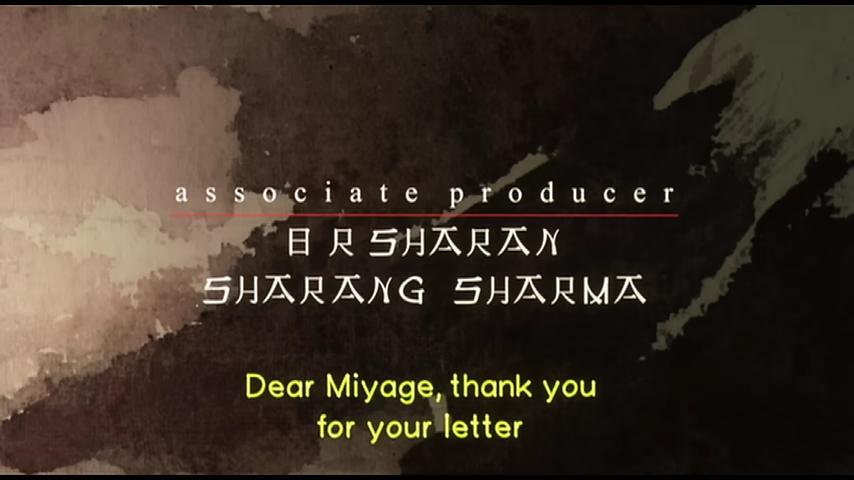 associate producer
B R SHARAN
SHARANG SHARMA
Dear Miyage, thank you
for your letter